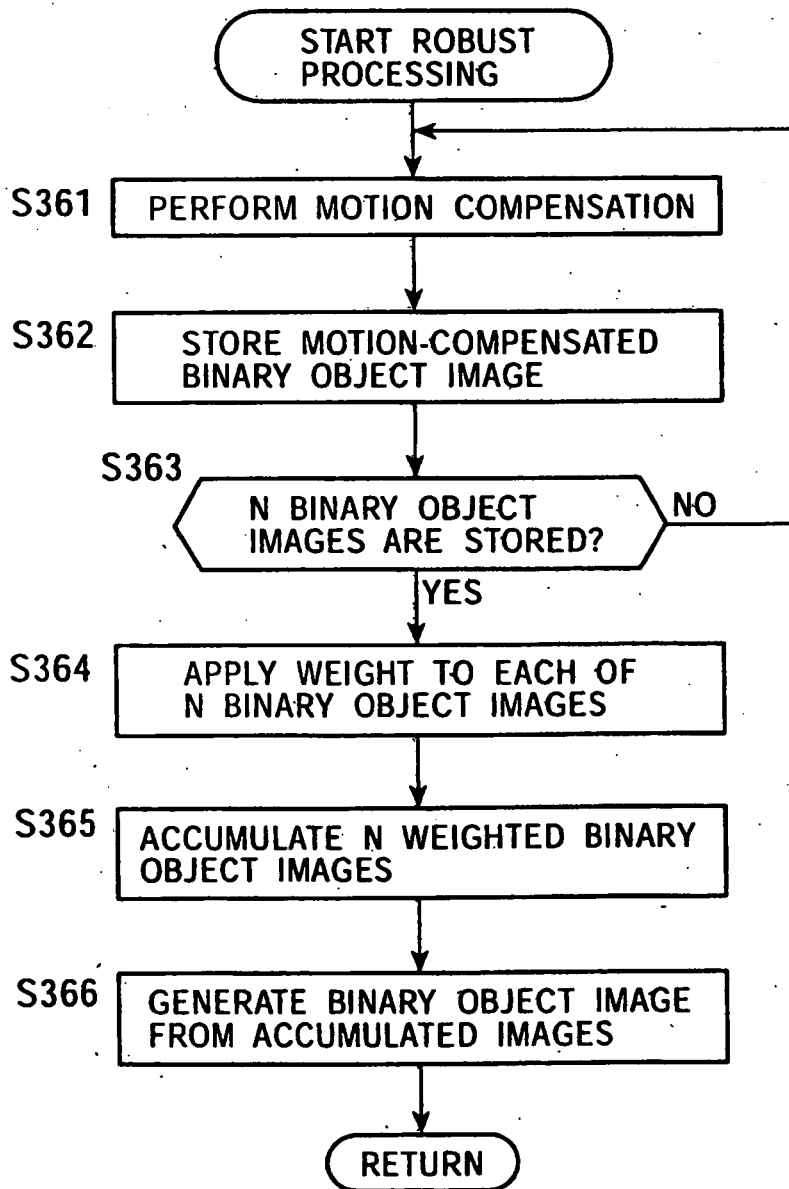 START ROBUST
PROCESSING
S361
PERFORM MOTION COMPENSATION
S362
STORE MOTION-COMPENSATED
BINARY OBJECT IMAGE
S363
N BINARY OBJECT
IMAGES ARE STORED?
NO
YES
S364
APPLY WEIGHT TO EACH OF
N BINARY OBJECT IMAGES
S365
ACCUMULATE N WEIGHTED BINARY
OBJECT IMAGES
S366
GENERATE BINARY OBJECT IMAGE
FROM ACCUMULATED IMAGES
RETURN